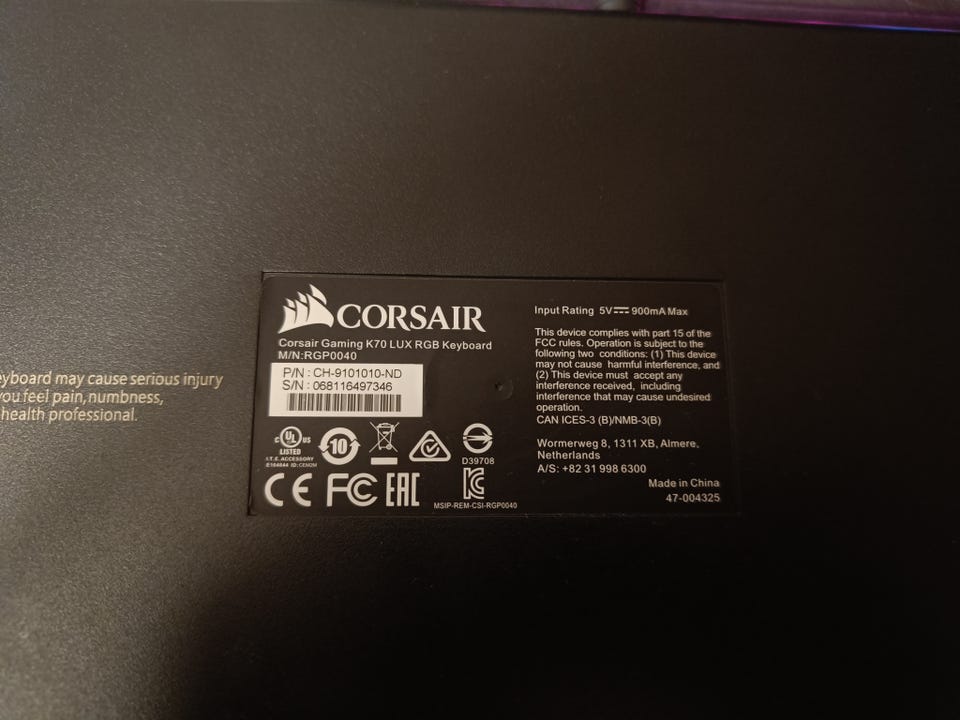 CORSAIR
Corsair Gaming K70 LUX RGB Keyboard
M/N:RGP0040
P/N : CH-9101010-ND
S/N : 068116497346
c UL US
LISTED
I.T.E. ACCESSORY
10
D39708
CE FC EAC
MSIP-REM-CSI-RGP0040
Input Rating 5V 900mA Max
This device complies with part 15 of the
FCC rules. Operation is subject to the
following two conditions: (1) This device
may not cause harmful interference, and
(2) This device must accept any
interference received, including
interference that may cause undesired
operation.
CAN ICES-3 (B)/NMB-3(B)
Wormerweg 8, 1311 XB, Almere,
Netherlands
A/S: +82 31 998 6300
Made in China
47-004325
eyboard may cause serious injury
you feel pain, numbness,
health professional.